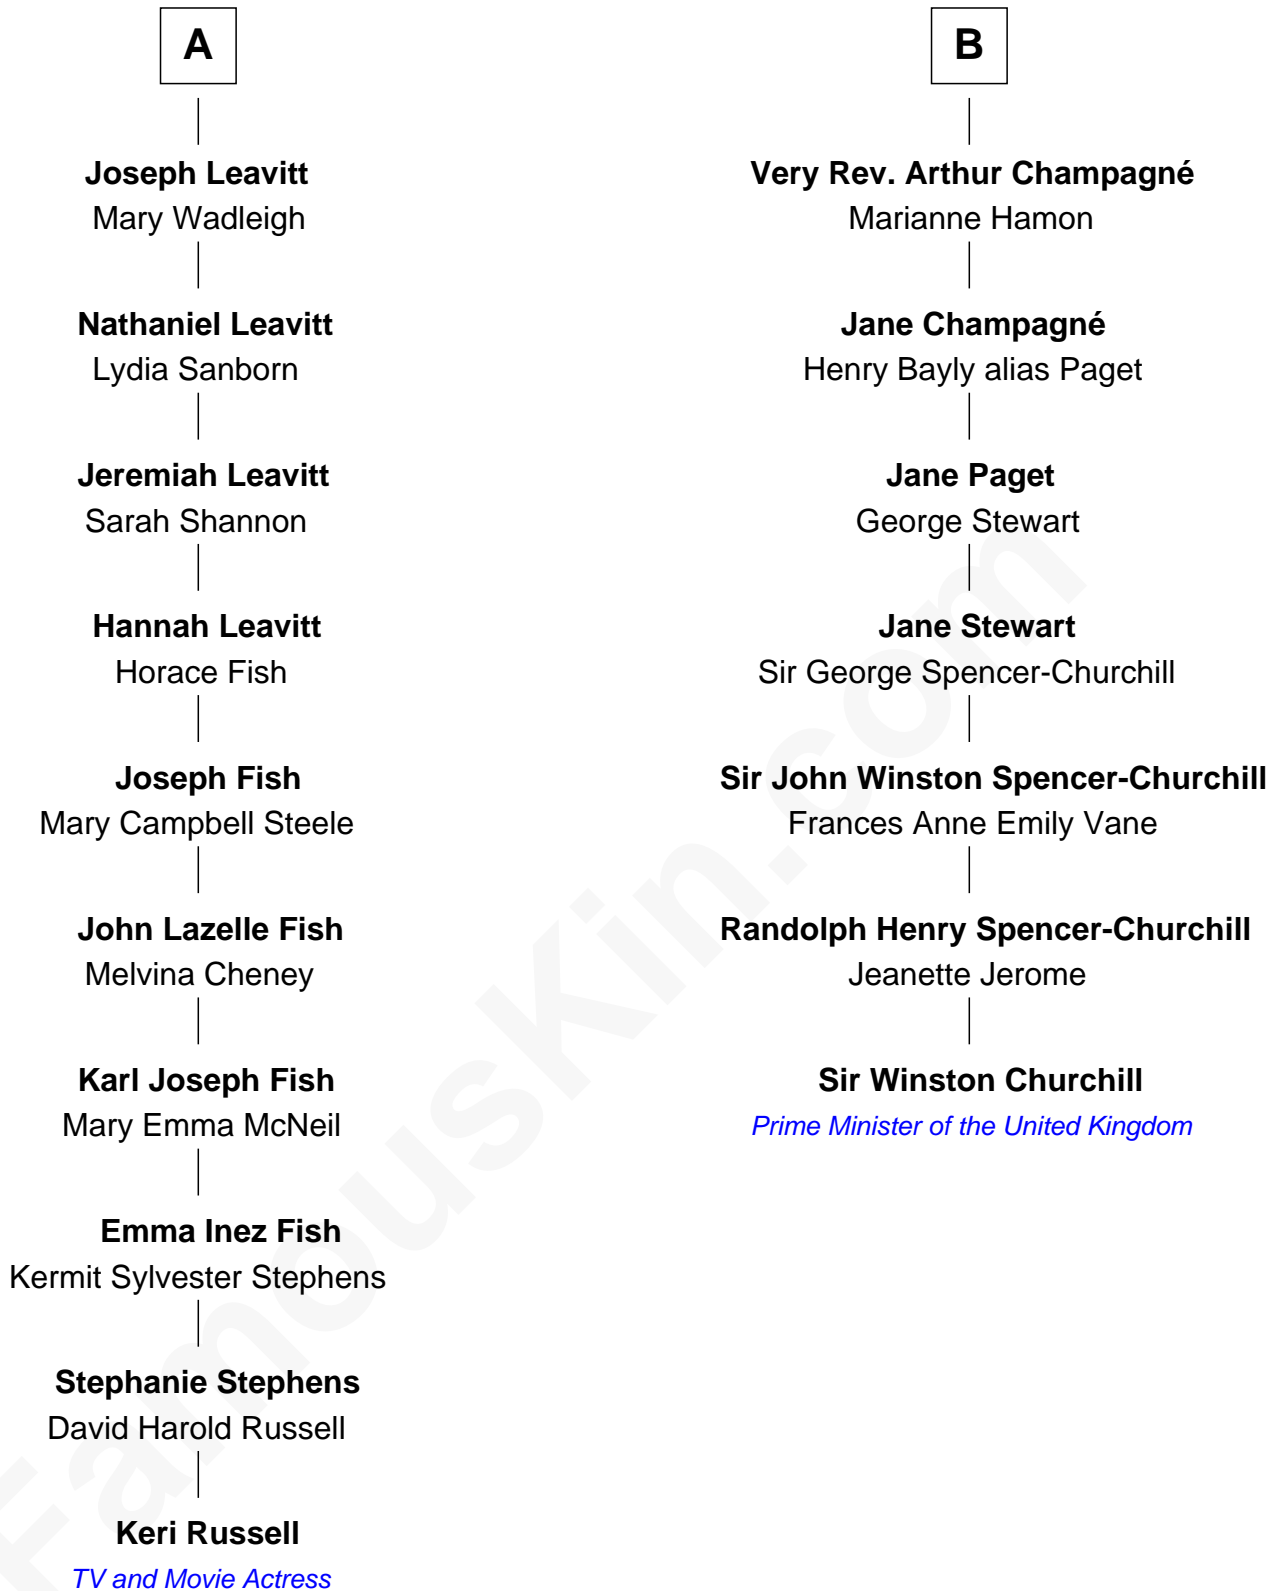 A
Joseph Leavitt
Mary Wadleigh
Nathaniel Leavitt
Lydia Sanborn
Jeremiah Leavitt
Sarah Shannon
Hannah Leavitt
Horace Fish
Joseph Fish
Mary Campbell Steele
John Lazelle Fish
Melvina Cheney
Karl Joseph Fish
Mary Emma McNeil
Emma Inez Fish
Kermit Sylvester Stephens
Stephanie Stephens
David Harold Russell
Keri Russell
TV and Movie Actress
B
Very Rev. Arthur Champagné
Marianne Hamon
Jane Champagné
Henry Bayly alias Paget
Jane Paget
George Stewart
Jane Stewart
Sir George Spencer-Churchill
Sir John Winston Spencer-Churchill
Frances Anne Emily Vane
Randolph Henry Spencer-Churchill
Jeanette Jerome
Sir Winston Churchill
Prime Minister of the United Kingdom
FamousKin.com